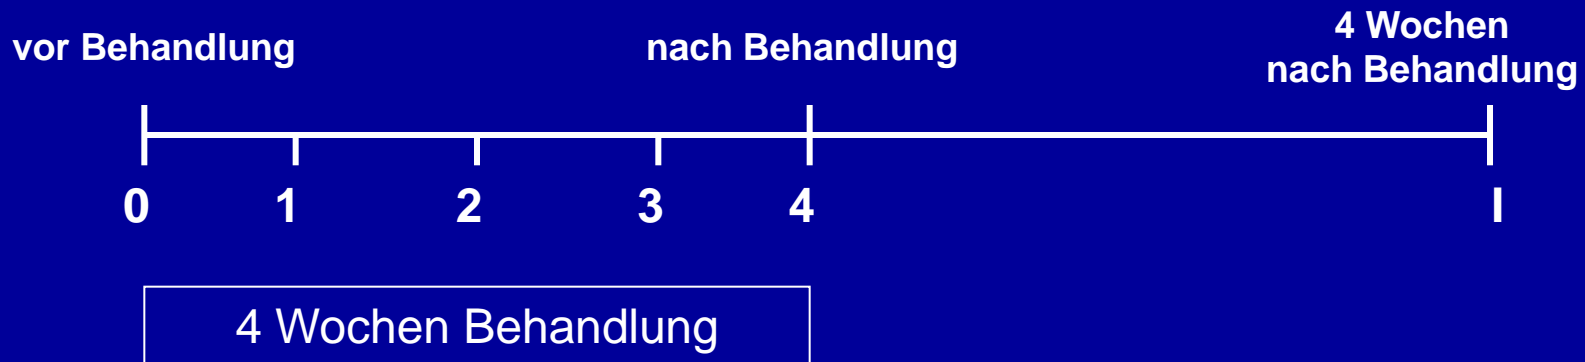 vor Behandlung
nach Behandlung
4 Wochen
nach Behandlung
0 1 2 3 4 I
4 Wochen Behandlung